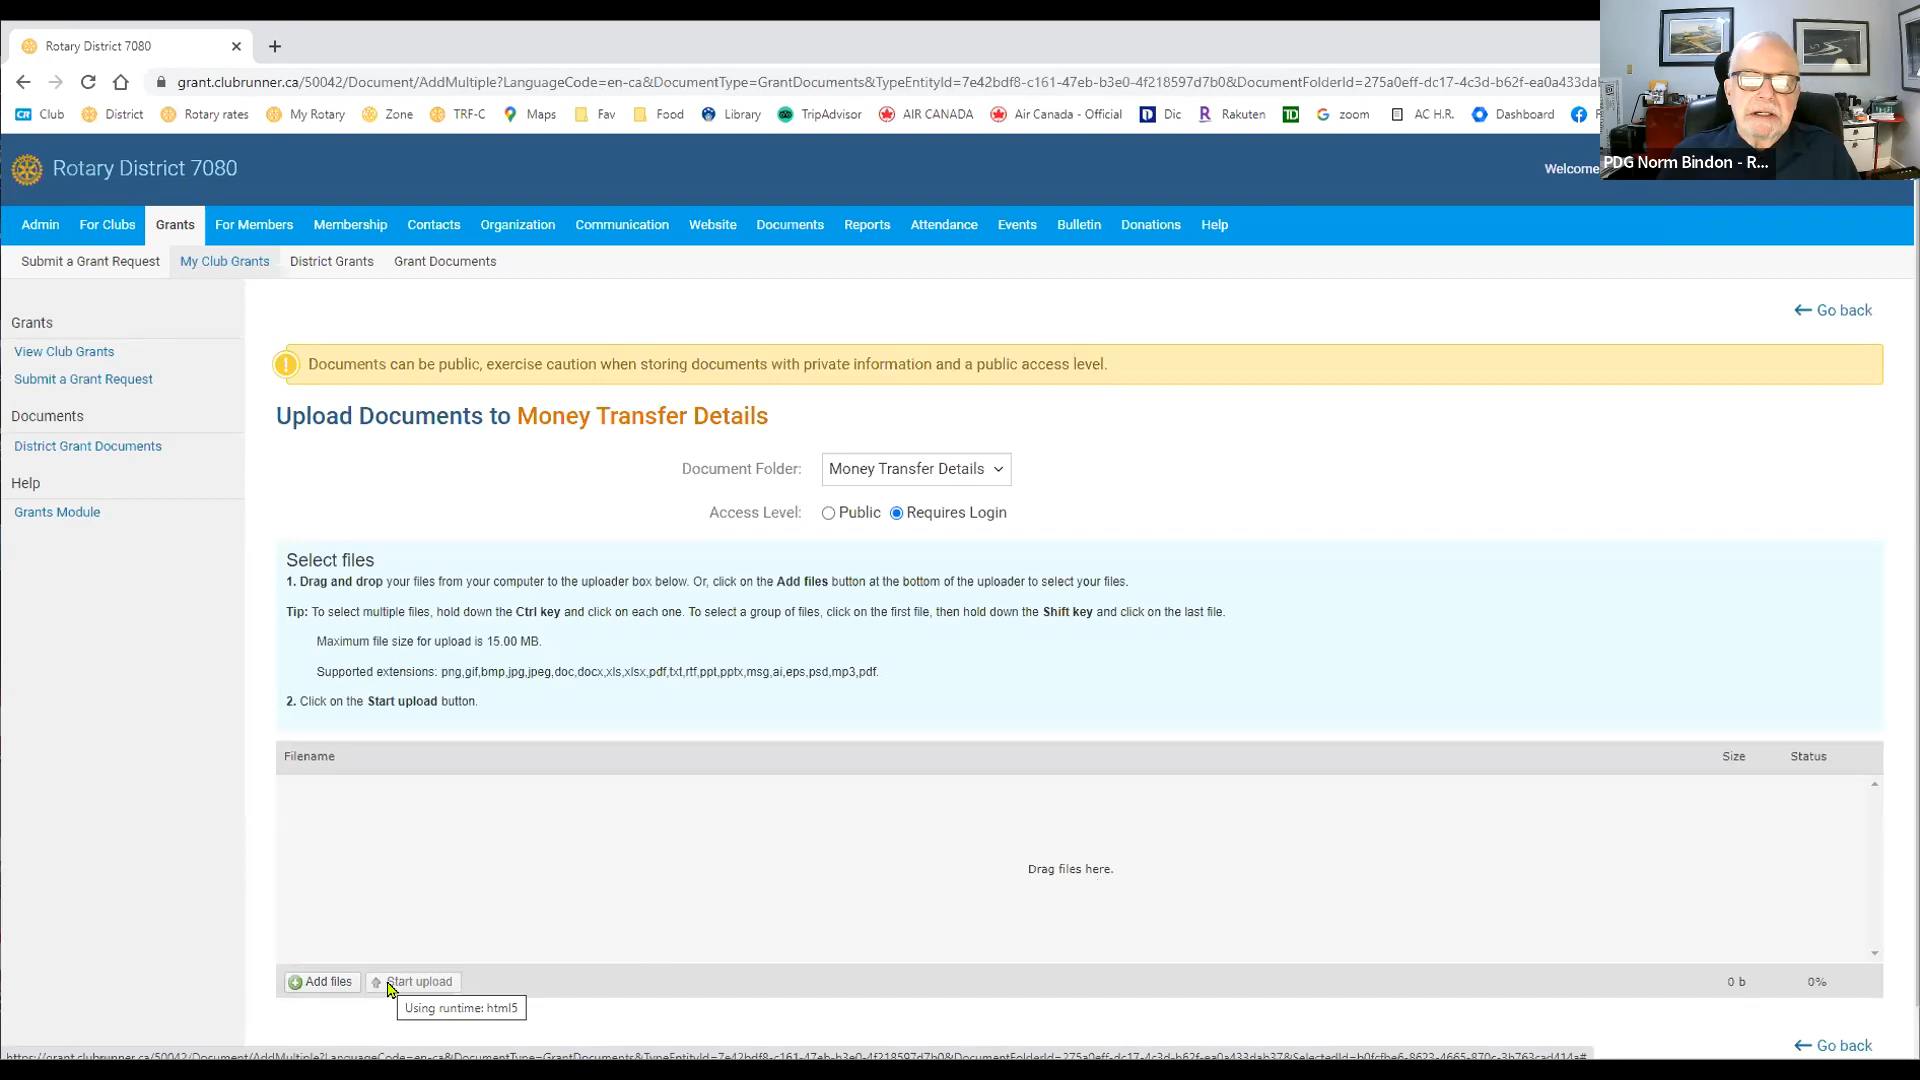 Rotary District 7080
grant.clubrunner.ca/50042/Document/AddMultiple?LanguageCode=en-ca&DocumentType=GrantDocuments&TypeEntityId=7e42bdf8-c161-47eb-b3e0-4f218597d7b0&DocumentFolderId=275a0eff-dc17-4c3d-b62f-ea0a433dab
Club District Rotary rates My Rotary Zone TRF-C Maps Fav Food Library TripAdvisor AIR CANADA Air Canada - Official Dic Rakuten zoom AC H.R. Dashboard
PDG Norm Bindon - R...
Rotary District 7080
Welcome
Admin For Clubs Grants For Members Membership Contacts Organization Communication Website Documents Reports Attendance Events Bulletin Donations Help
Submit a Grant Request My Club Grants District Grants Grant Documents
Go back
Grants
View Club Grants
Submit a Grant Request
Documents
District Grant Documents
Help
Grants Module
Documents can be public, exercise caution when storing documents with private information and a public access level.
Upload Documents to Money Transfer Details
Document Folder: Money Transfer Details
Access Level: Public Requires Login
Select files
1. Drag and drop your files from your computer to the uploader box below. Or, click on the Add files button at the bottom of the uploader to select your files.
Tip: To select multiple files, hold down the Ctrl key and click on each one. To select a group of files, click on the first file, then hold down the Shift key and click on the last file.
Maximum file size for upload is 15.00 MB.
Supported extensions: png,gif,bmp,jpg,jpeg,doc,docx,xls,xlsx,pdf,txt,rtf,ppt,pptx,msg,ai,eps,psd,mp3,pdf.
2. Click on the Start upload button.
Filename Size Status
Drag files here.
Add files Start upload 0 b 0%
Using runtime: html5
Go back